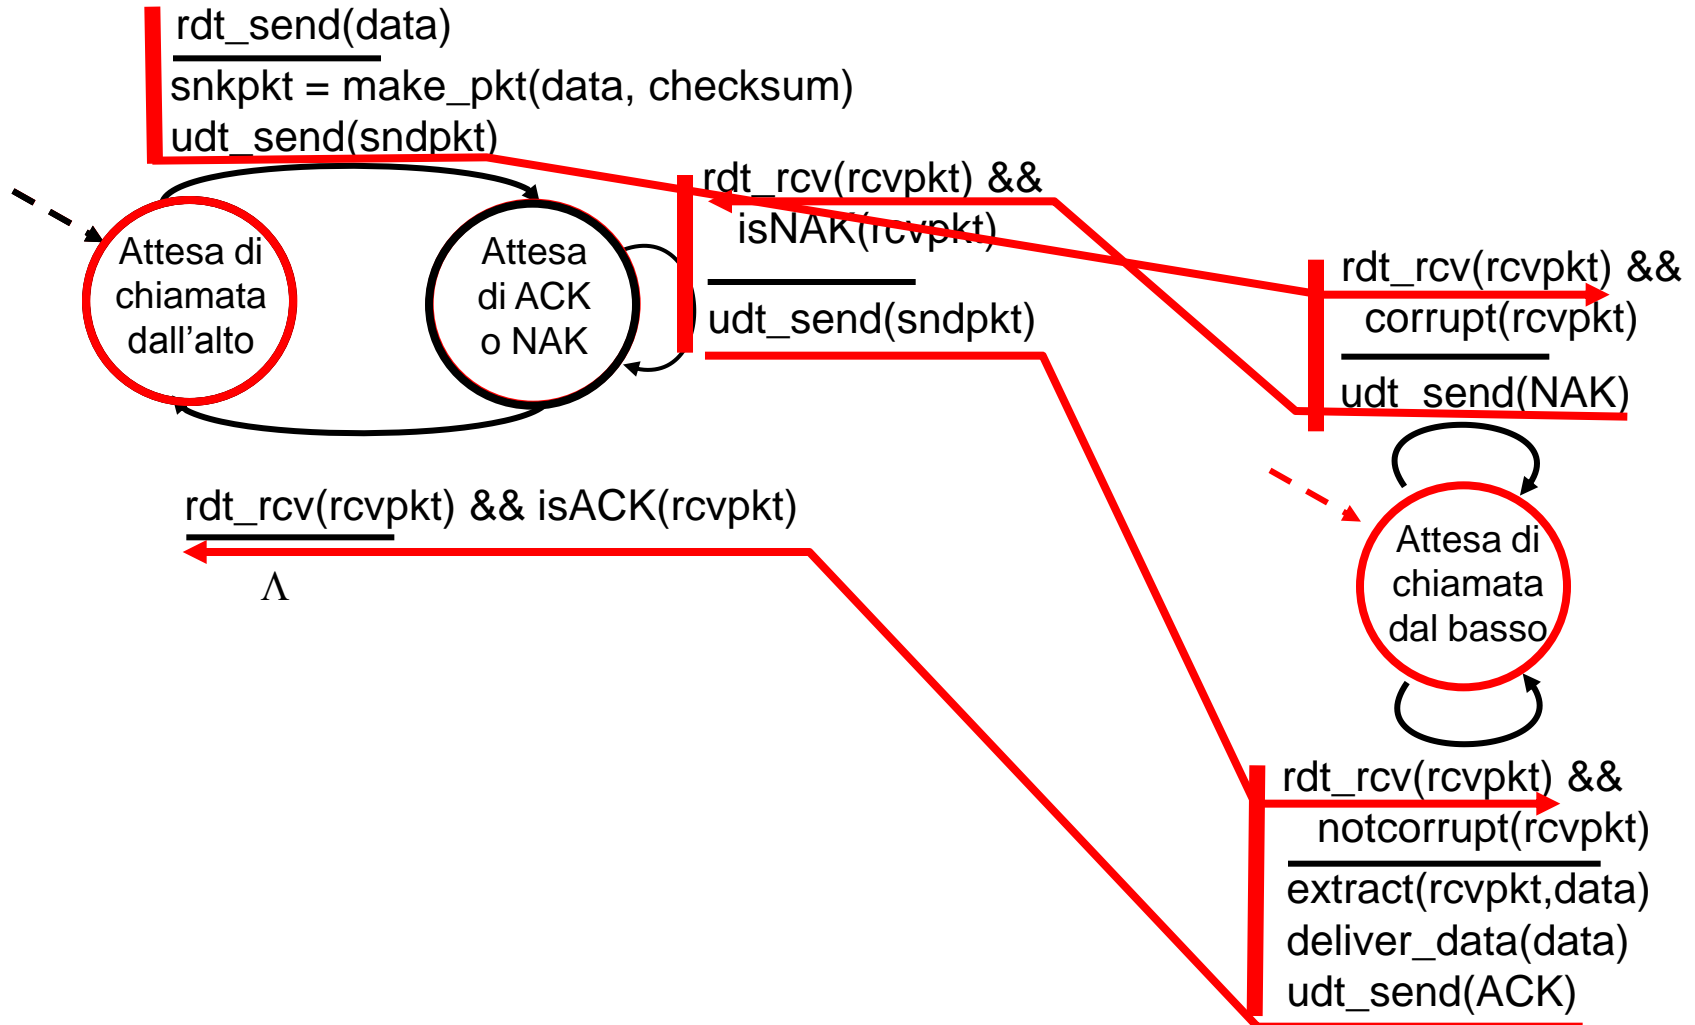 rdt_send(data)
snkpkt = make_pkt(data, checksum)
udt_send(sndpkt)
Attesa di
chiamata
dall'alto
Attesa
di ACK
o NAK
rdt_rcv(rcvpkt) &&
isNAK(rcvpkt)
udt_send(sndpkt)
rdt_rcv(rcvpkt) && isACK(rcvpkt)
Λ
rdt_rcv(rcvpkt) &&
corrupt(rcvpkt)
udt_send(NAK)
Attesa di
chiamata
dal basso
rdt_rcv(rcvpkt) &&
notcorrupt(rcvpkt)
extract(rcvpkt,data)
deliver_data(data)
udt_send(ACK)